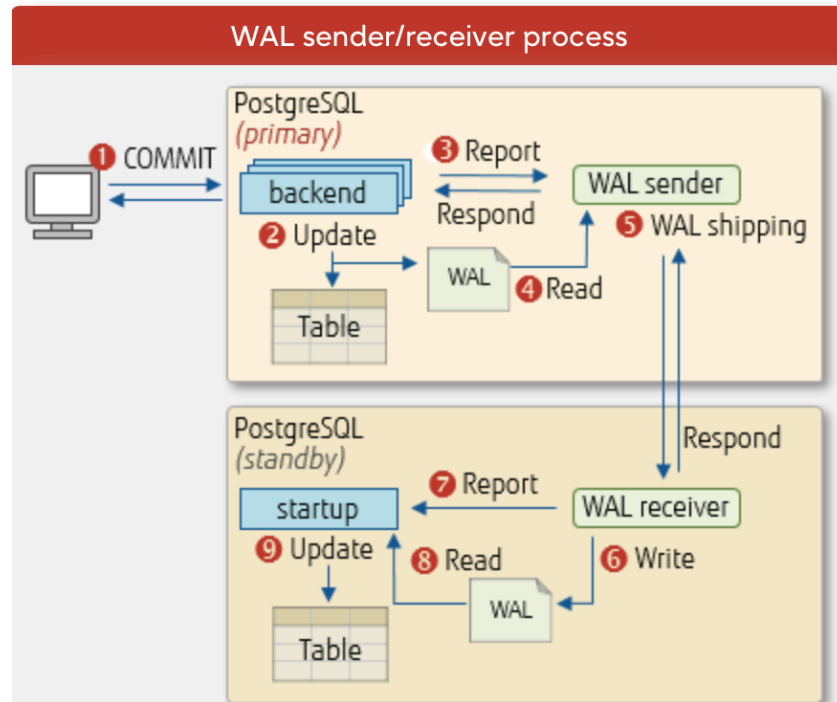 WAL sender/receiver process
PostgreSQL
(primary)
1 COMMIT
backend
3 Report
Respond
WAL sender
2 Update
5 WAL shipping
WAL
4 Read
Table
Respond
PostgreSQL
(standby)
startup
7 Report
WAL receiver
9 Update
8 Read
6 Write
WAL
Table